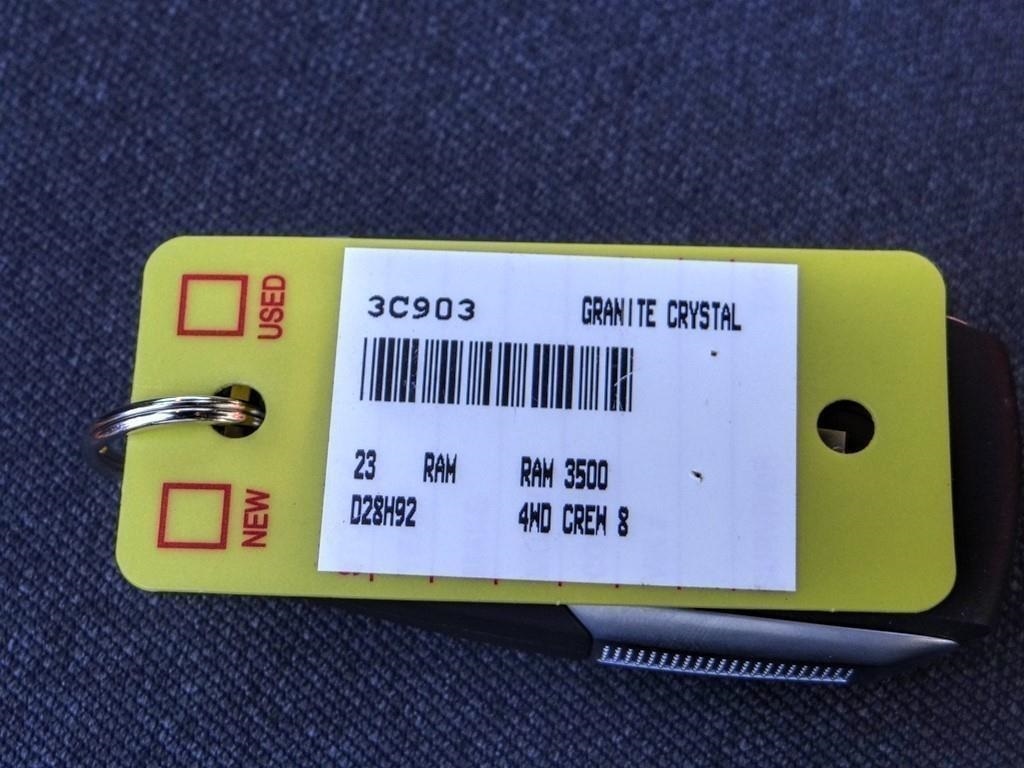 USED
NEW
3C903 GRANITE CRYSTAL
23 RAM RAM 3500
D28H92 4WD CREW 8